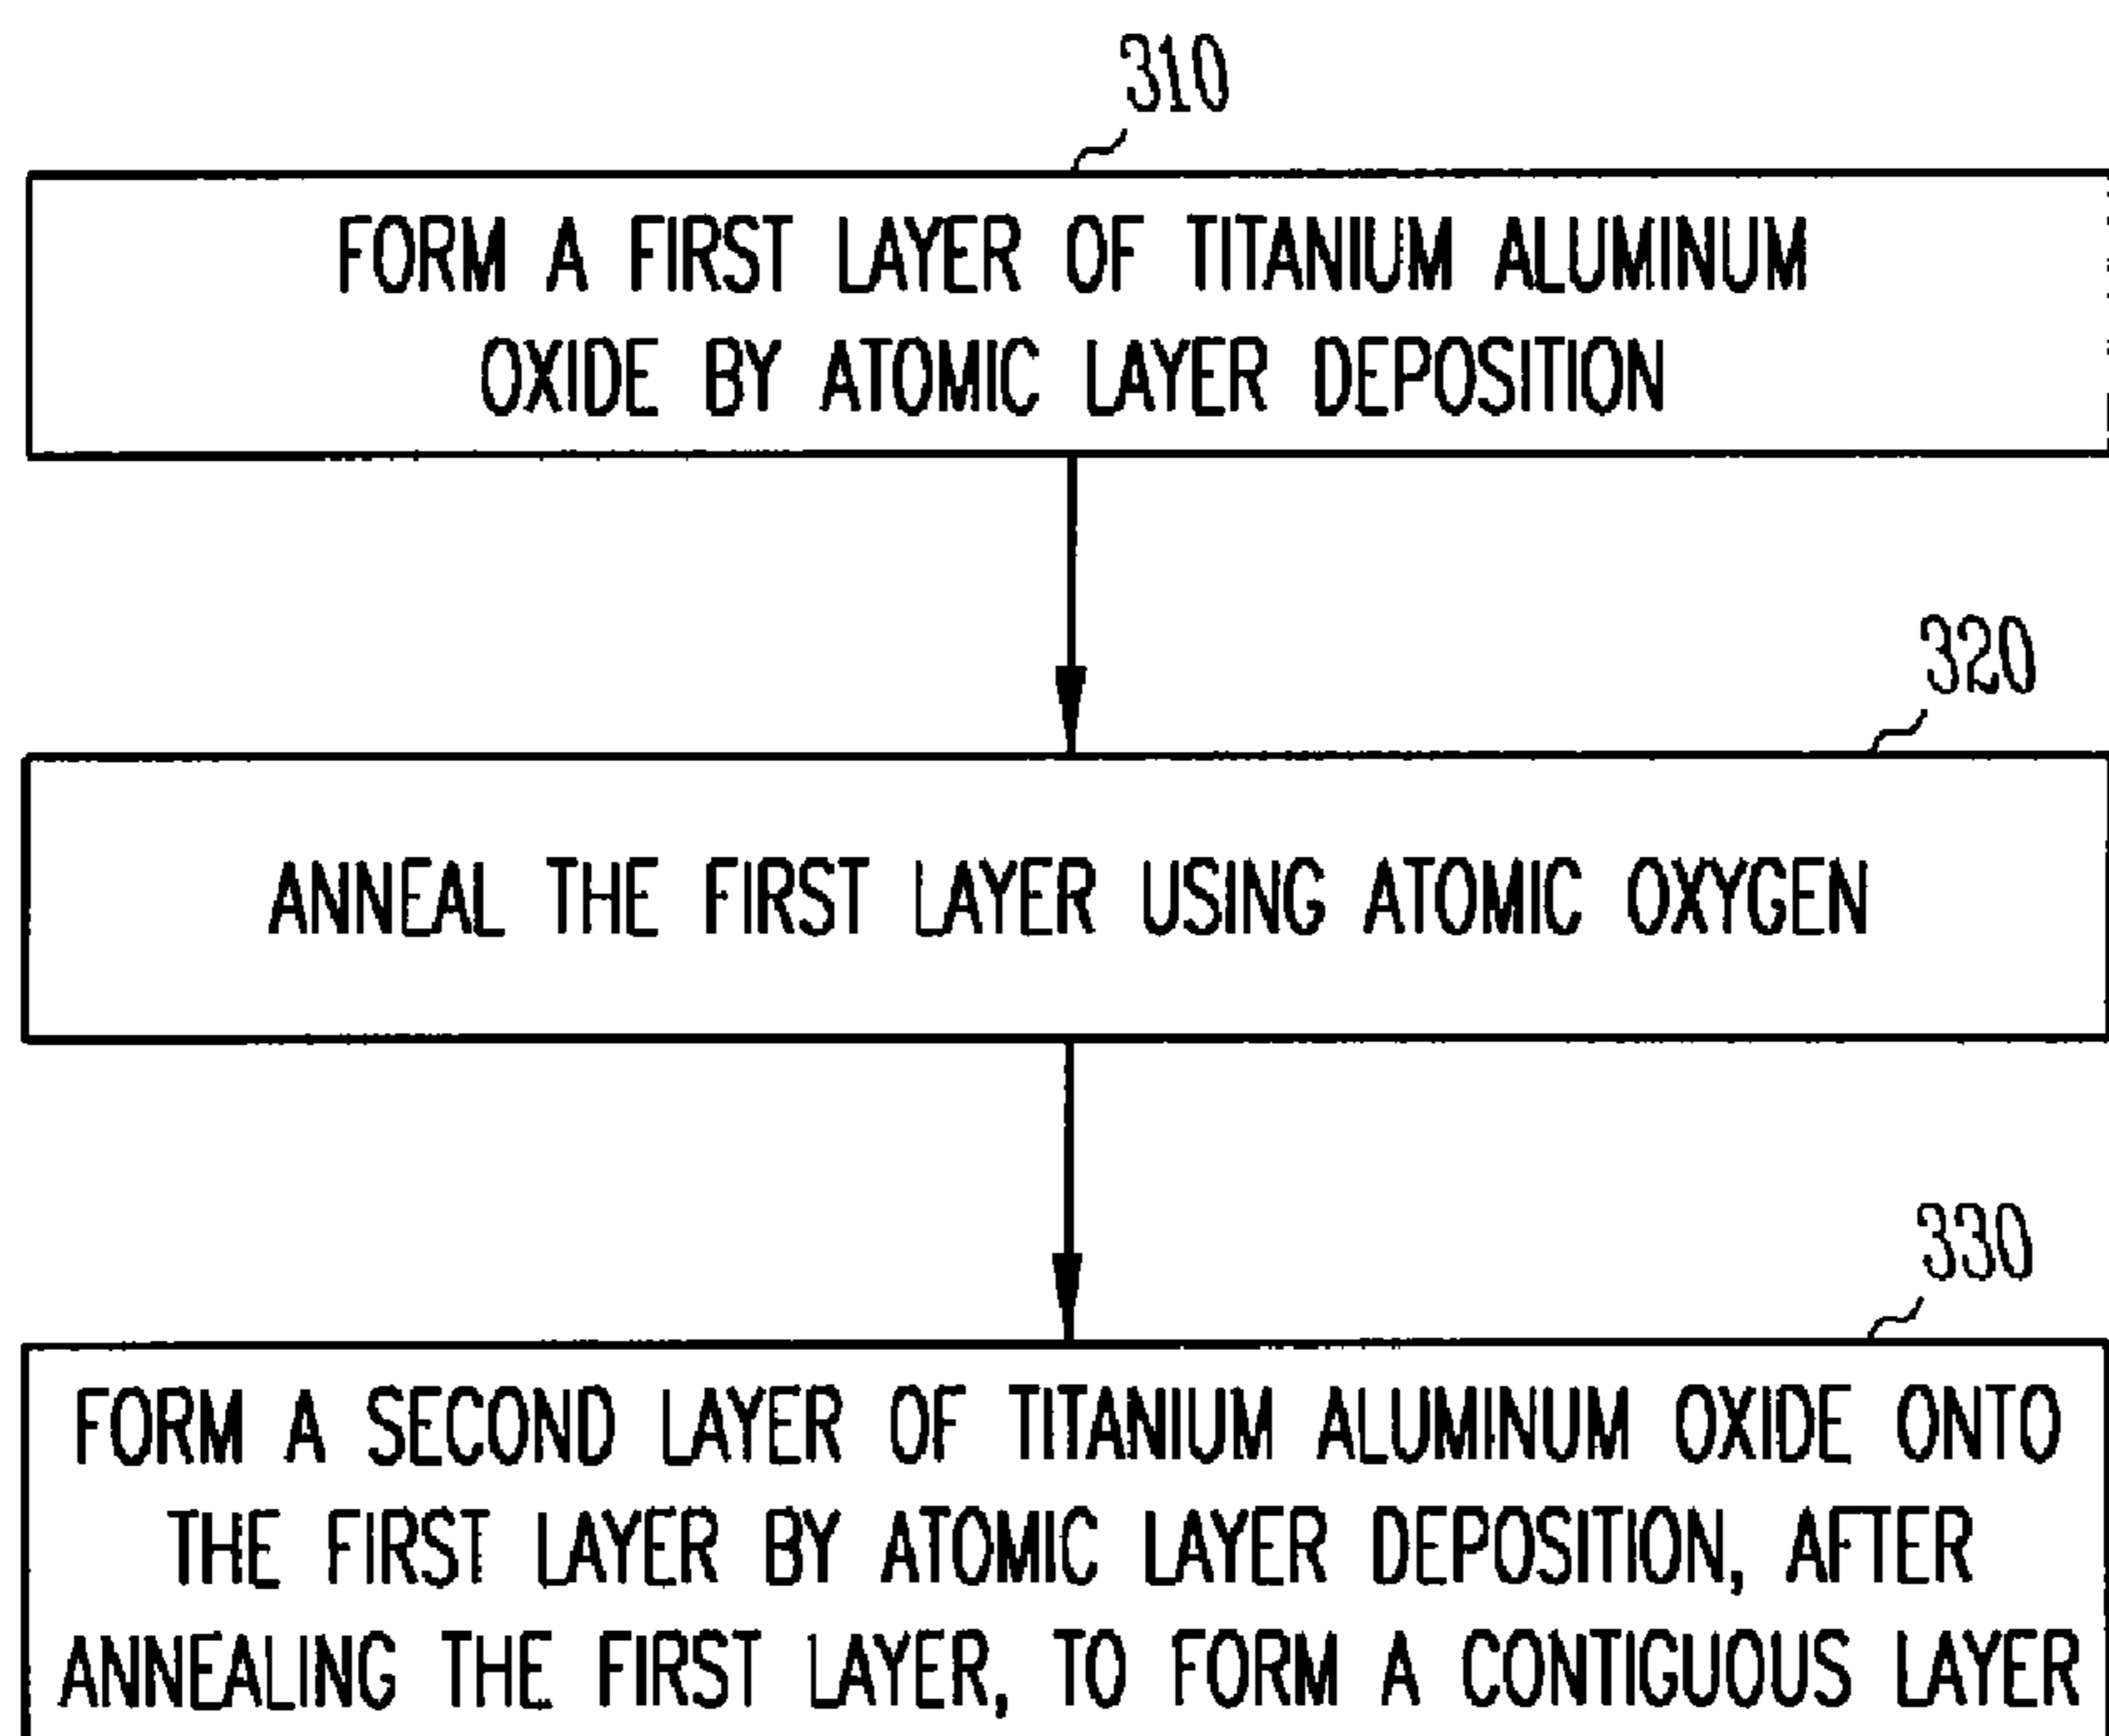 310
FORM A FIRST LAYER OF TITANIUM ALUMINUM
OXIDE BY ATOMIC LAYER DEPOSITION
320
ANNEAL THE FIRST LAYER USING ATOMIC OXYGEN
330
FORM A SECOND LAYER OF TITANIUM ALUMINUM OXIDE ONTO
THE FIRST LAYER BY ATOMIC LAYER DEPOSITION, AFTER
ANNEALING THE FIRST LAYER, TO FORM A CONTIGUOUS LAYER